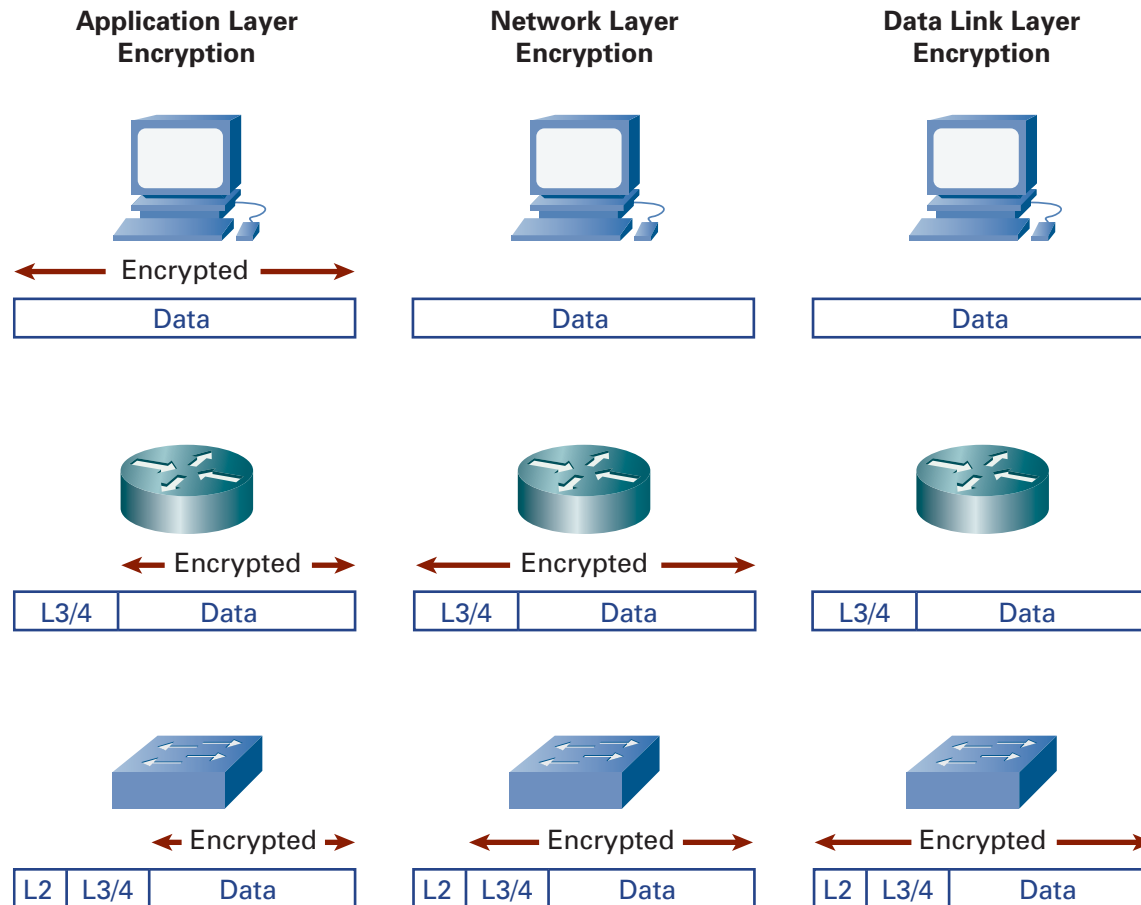 Application Layer
Encryption
Network Layer
Encryption
Data Link Layer
Encryption
Encrypted
Data
Data
Data
Encrypted
Encrypted
L3/4 Data
L3/4 Data
L3/4 Data
Encrypted
Encrypted
Encrypted
L2 L3/4 Data
L2 L3/4 Data
L2 L3/4 Data